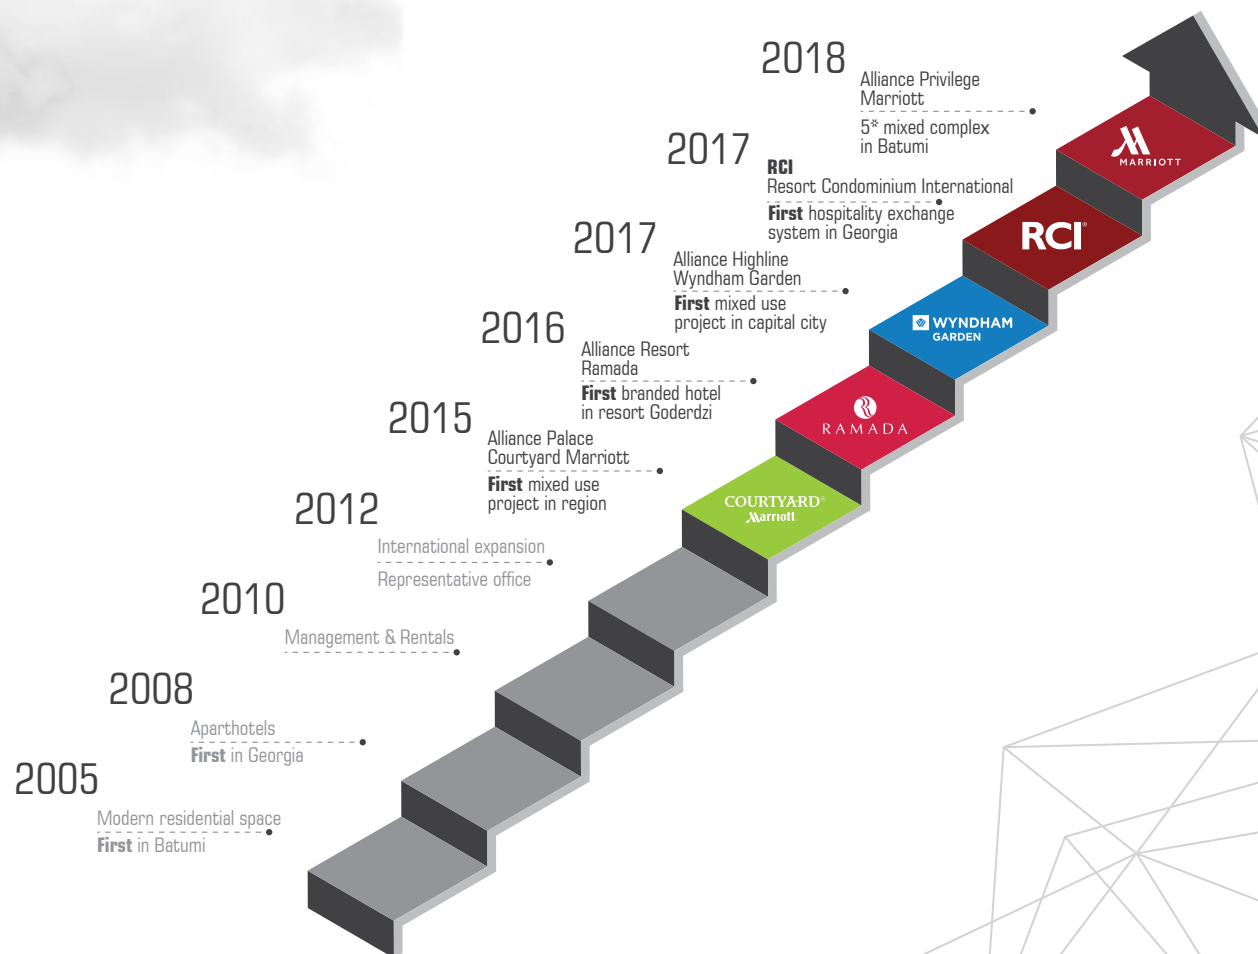 2018
Alliance Privilege
Marriott
5* mixed complex
in Batumi
MARRIOTT
2017
RCI
Resort Condominium International
First hospitality exchange
system in Georgia
RCI®
2017
Alliance Highline
Wyndham Garden
First mixed use
project in capital city
WYNDHAM
GARDEN
2016
Alliance Resort
Ramada
First branded hotel
in resort Goderdzi
RAMADA
2015
Alliance Palace
Courtyard Marriott
First mixed use
project in region
COURTYARD®
Marriott
2012
International expansion
Representative office
2010
Management & Rentals
2008
Aparthotels
First in Georgia
2005
Modern residential space
First in Batumi